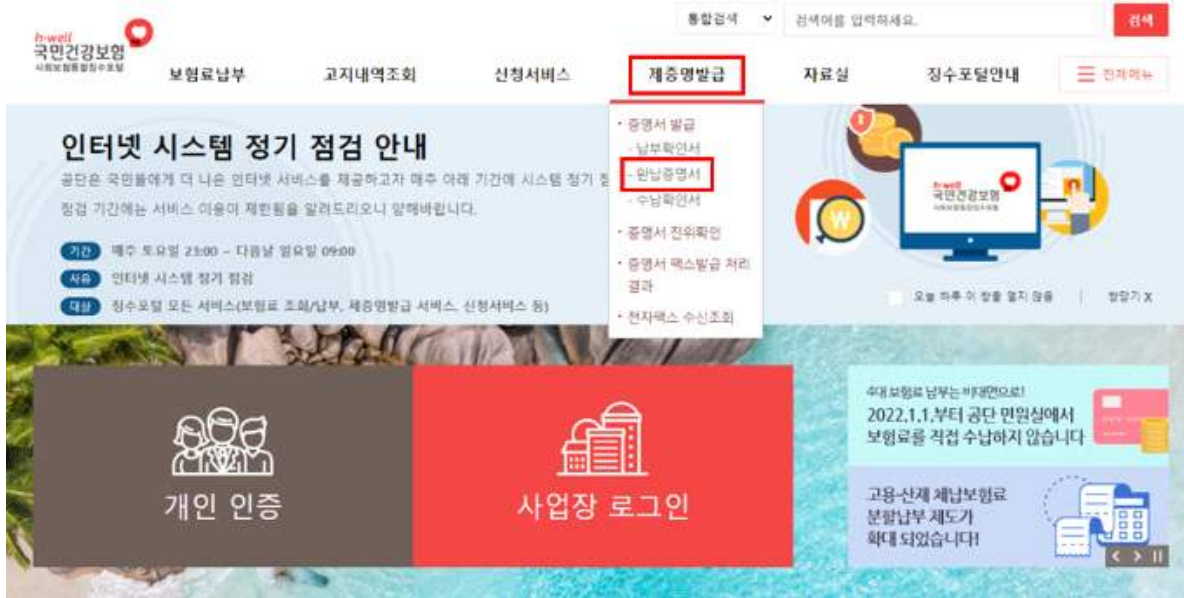 통합검색
검색어를 입력하세요.
검색
h-well
국민건강보험
사회보험통합징수포털
보험료납부
고지내역조회
신청서비스
제증명발급
자료실
징수포털안내
전체메뉴
인터넷 시스템 정기 점검 안내
공단은 국민들에게 더 나은 인터넷 서비스를 제공하고자 매주 아래 기간에 시스템 정기 점
점검 기간에는 서비스 이용이 제한됨을 알려드리오니 양해바랍니다.
기간 매주 토요일 23:00 ~ 다음날 일요일 09:00
사유 인터넷 시스템 정기 점검
대상 징수포털 모든 서비스(보험료 조회/납부, 제증명발급 서비스, 신청서비스 등)
• 증명서 발급
- 납부확인서
- 완납증명서
- 수납확인서
• 증명서 진위확인
• 증명서 팩스발급 처리
결과
• 전자팩스 수신조회
h-well
국민건강보험
사회보험통합징수포털
W
오늘 하루 이 창을 열지 않음 | 창닫기 X
개인 인증
사업장 로그인
4대 보험료 납부는 비대면으로!
2022.1.1.부터 공단 민원실에서
보험료를 직접 수납하지 않습니다
고용·산재 체납보험료
분할납부 제도가
확대 되었습니다!